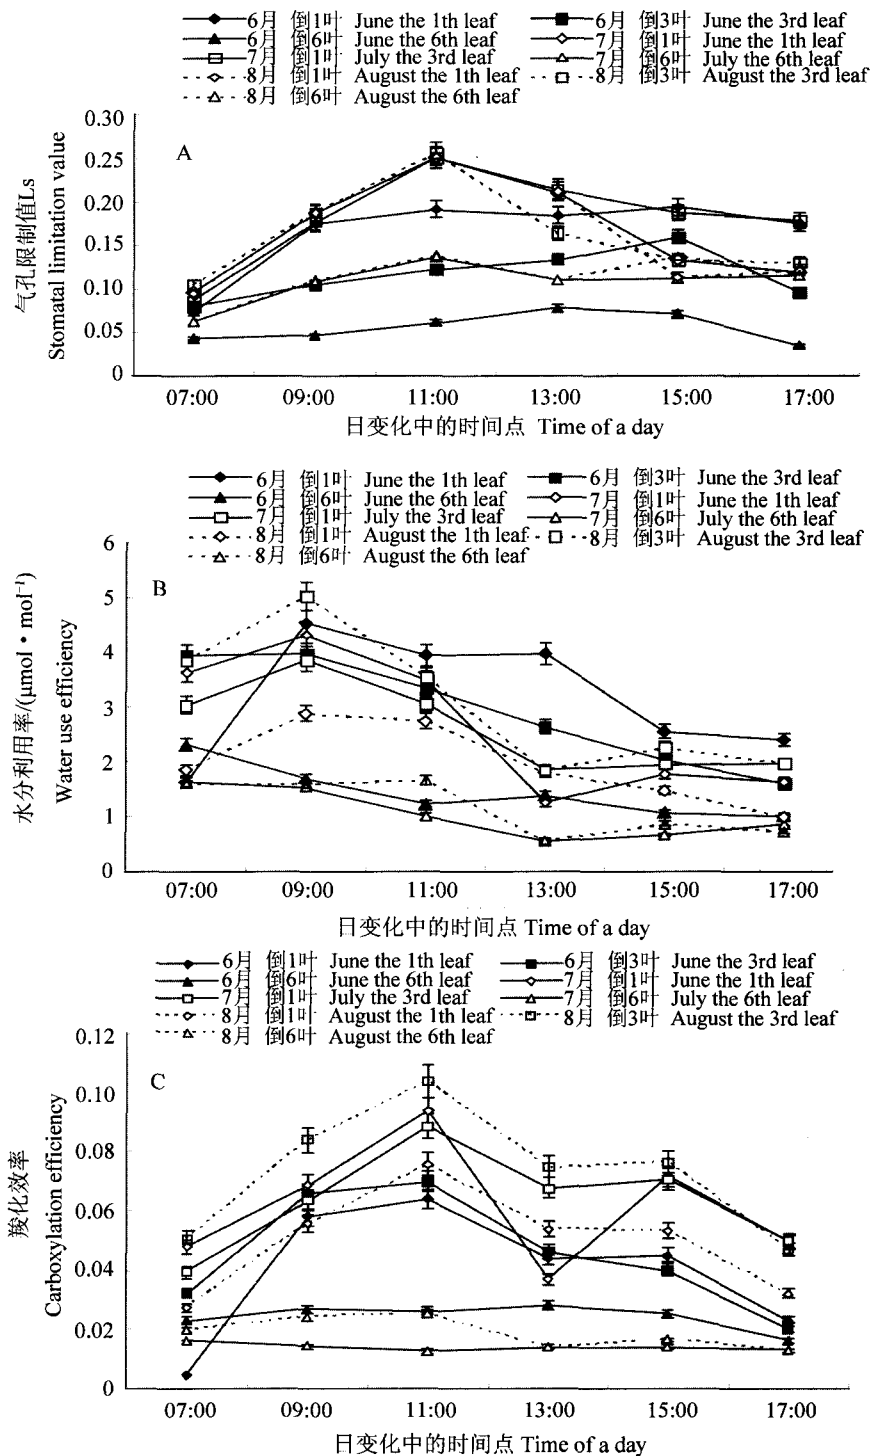 6月 倒1叶 June the 1th leaf 6月 倒3叶 June the 3rd leaf
6月 倒6叶 June the 6th leaf 7月 倒1叶 June the 1th leaf
7月 倒1叶 July the 3rd leaf 7月 倒6叶 July the 6th leaf
8月 倒1叶 August the 1th leaf 8月 倒3叶 August the 3rd leaf
8月 倒6叶 August the 6th leaf
A
气孔限制值Ls
Stomatal limitation value
0.30
0.25
0.20
0.15
0.10
0.05
0
07:00 09:00 11:00 13:00 15:00 17:00
日变化中的时间点 Time of a day
6月 倒1叶 June the 1th leaf 6月 倒3叶 June the 3rd leaf
6月 倒6叶 June the 6th leaf 7月 倒1叶 June the 1th leaf
7月 倒1叶 July the 3rd leaf 7月 倒6叶 July the 6th leaf
8月 倒1叶 August the 1th leaf 8月 倒3叶 August the 3rd leaf
8月 倒6叶 August the 6th leaf
B
水分利用率/(μmol·mol⁻¹)
Water use efficiency
6
5
4
3
2
1
0
07:00 09:00 11:00 13:00 15:00 17:00
日变化中的时间点 Time of a day
6月 倒1叶 June the 1th leaf 6月 倒3叶 June the 3rd leaf
6月 倒6叶 June the 6th leaf 7月 倒1叶 June the 1th leaf
7月 倒1叶 July the 3rd leaf 7月 倒6叶 July the 6th leaf
8月 倒1叶 August the 1th leaf 8月 倒3叶 August the 3rd leaf
8月 倒6叶 August the 6th leaf
C
羧化效率
Carboxylation efficiency
0.12
0.10
0.08
0.06
0.04
0.02
0
07:00 09:00 11:00 13:00 15:00 17:00
日变化中的时间点 Time of a day